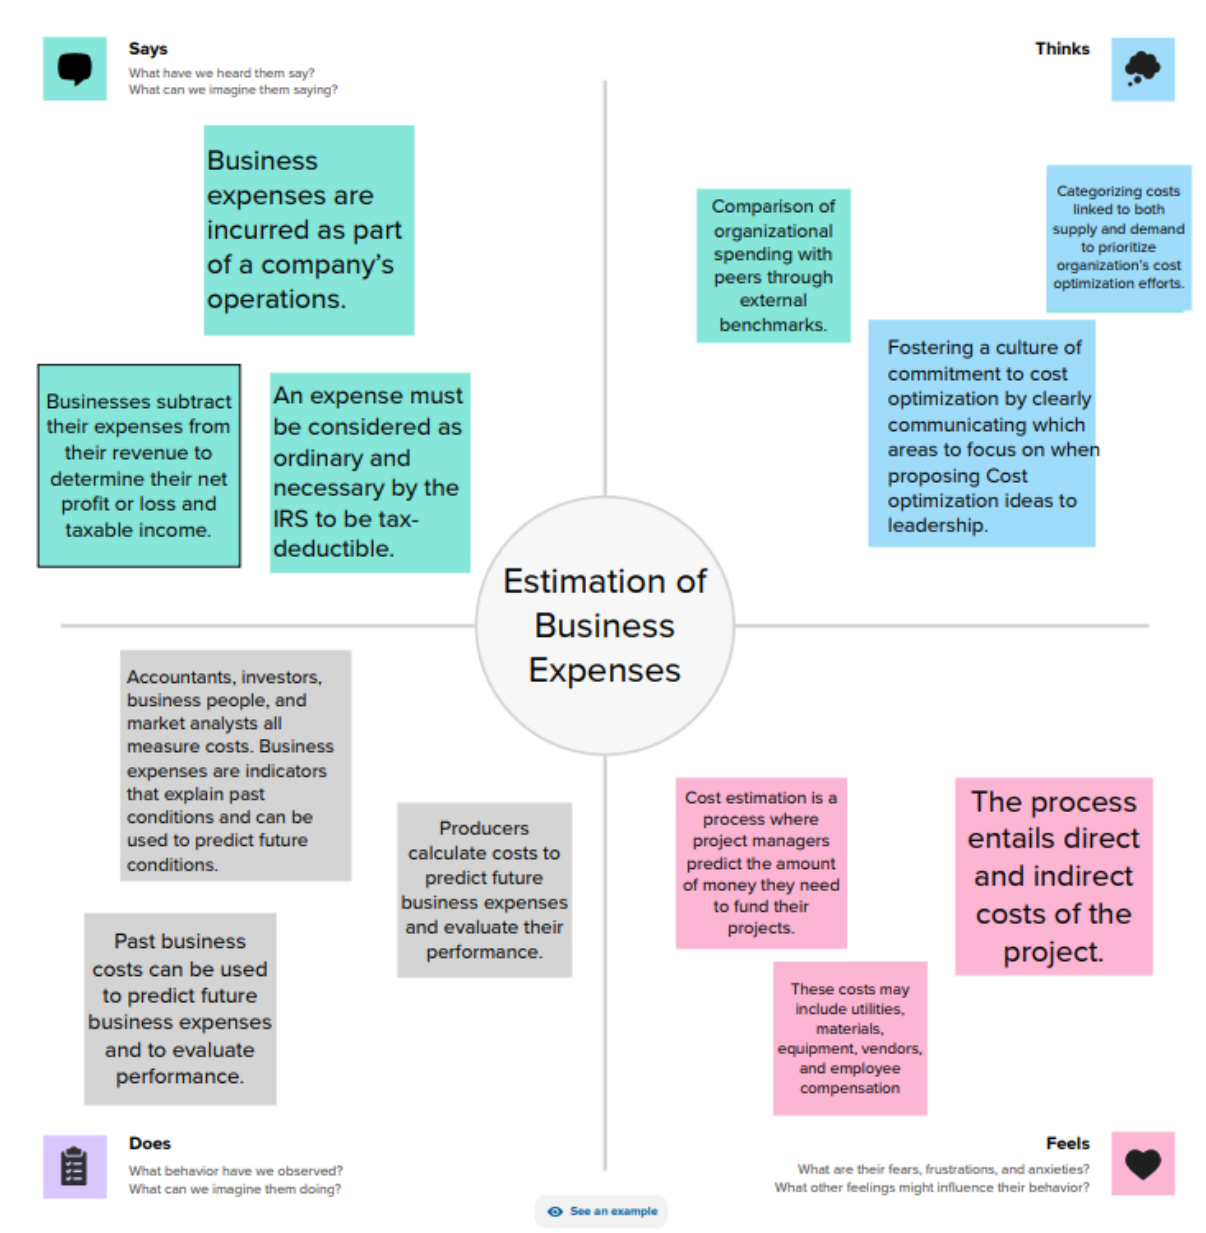 Says
What have we heard them say?
What can we imagine them saying?
Business
expenses are
incurred as part
of a company's
operations.
Businesses subtract
their expenses from
their revenue to
determine their net
profit or loss and
taxable income.
An expense must
be considered as
ordinary and
necessary by the
IRS to be tax-
deductible.
Thinks
Comparison of
organizational
spending with
peers through
external
benchmarks.
Categorizing costs
linked to both
supply and demand
to prioritize
organization's cost
optimization efforts.
Fostering a culture of
commitment to cost
optimization by clearly
communicating which
areas to focus on when
proposing Cost
optimization ideas to
leadership.
Estimation of
Business
Expenses
Accountants, investors,
business people, and
market analysts all
measure costs. Business
expenses are indicators
that explain past
conditions and can be
used to predict future
conditions.
Producers
calculate costs to
predict future
business expenses
and evaluate their
performance.
Past business
costs can be used
to predict future
business expenses
and to evaluate
performance.
Does
What behavior have we observed?
What can we imagine them doing?
Cost estimation is a
process where
project managers
predict the amount
of money they need
to fund their
projects.
The process
entails direct
and indirect
costs of the
project.
These costs may
include utilities,
materials,
equipment, vendors,
and employee
compensation
Feels
What are their fears, frustrations, and anxieties?
What other feelings might influence their behavior?
See an example